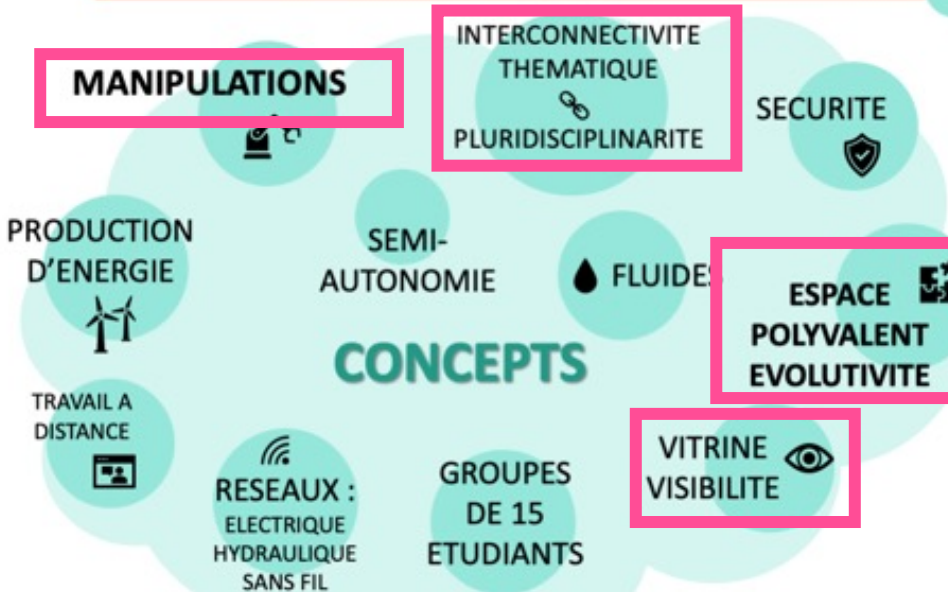 MANIPULATIONS
INTERCONNECTIVITE
THEMATIQUE
PLURIDISCIPLINARITE
SECURITE
PRODUCTION
D'ENERGIE
SEMI-
AUTONOMIE
FLUIDES
ESPACE
POLYVALENT
EVOLUTIVITE
CONCEPTS
TRAVAIL A
DISTANCE
RESEAUX :
ELECTRIQUE
HYDRAULIQUE
SANS FIL
GROUPES
DE 15
ETUDIANTS
VITRINE
VISIBILITE